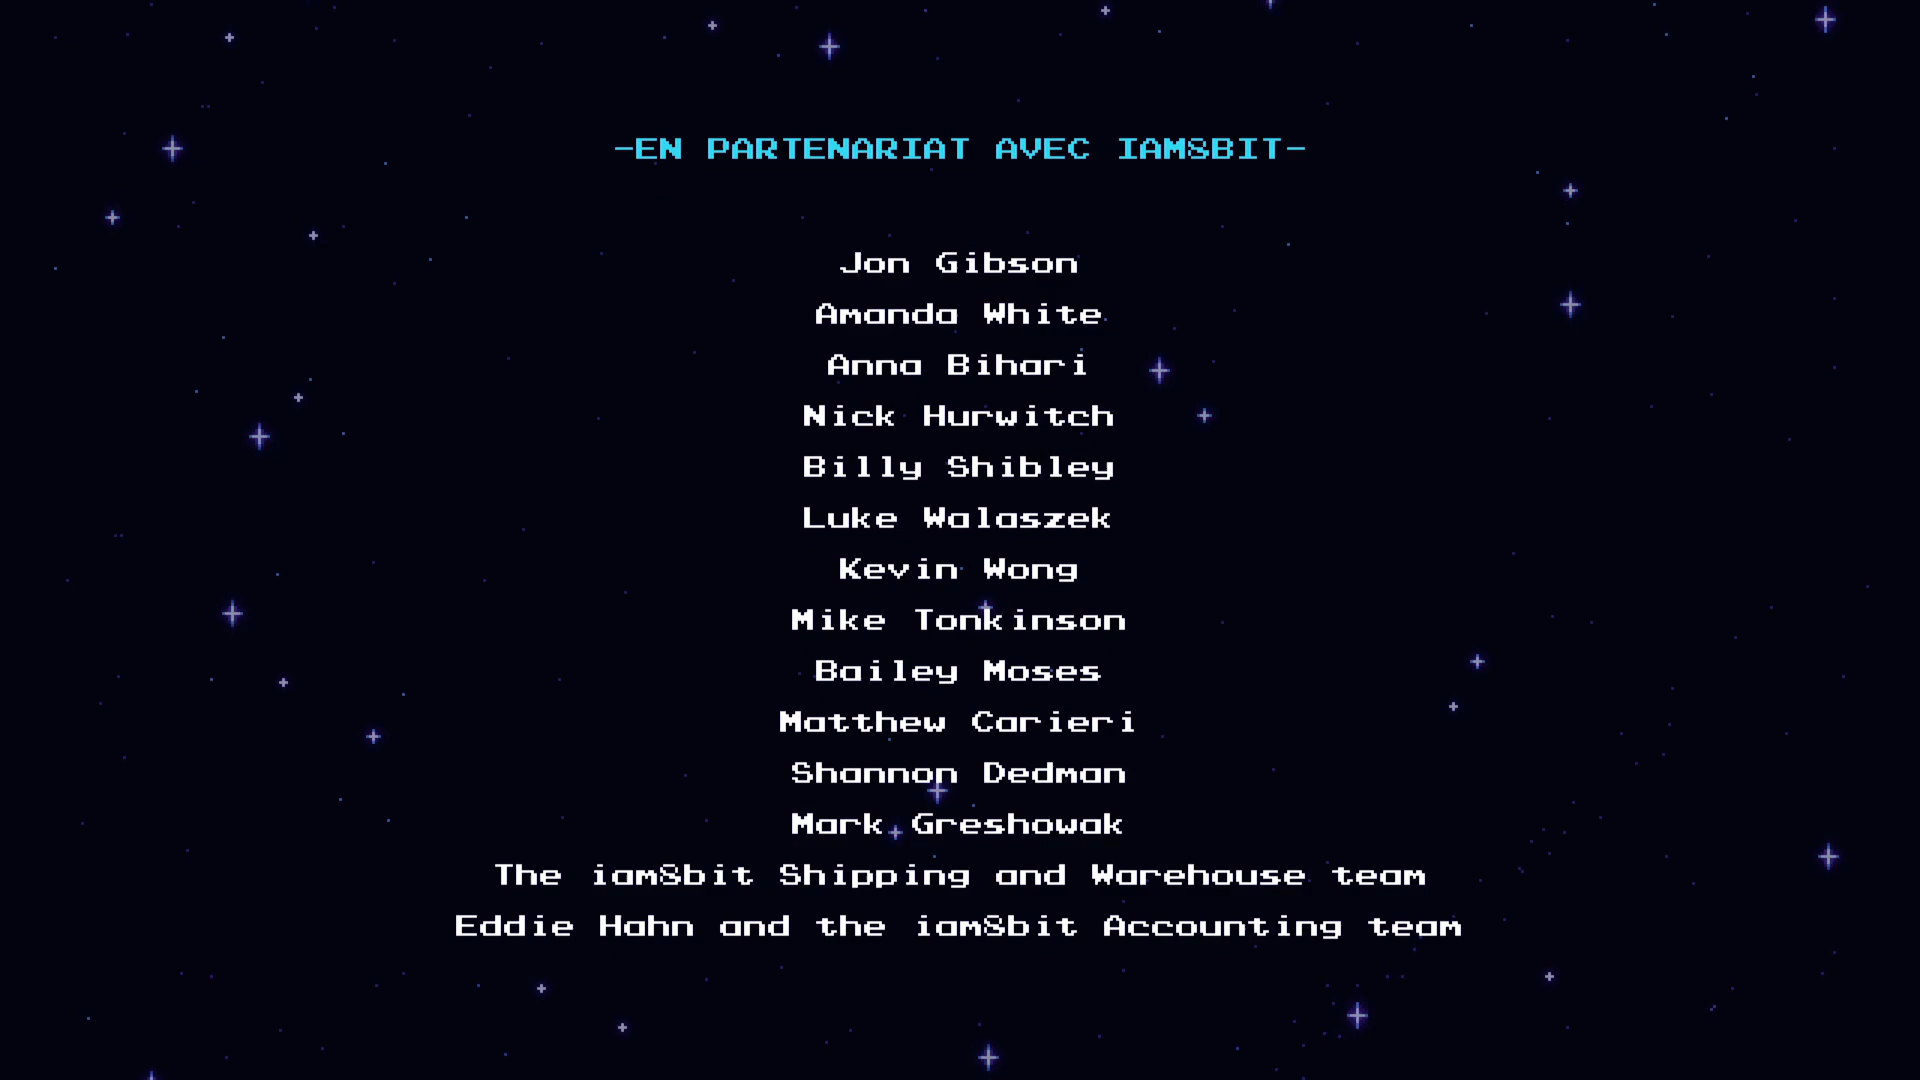 -EN PARTENARIAT AVEC IAM8BIT-
Jon Gibson
Amanda White
Anna Bihari
Nick Hurwitch
Billy Shibley
Luke Walaszek
Kevin Wong
Mike Tonkinson
Bailey Moses
Matthew Carieri
Shannon Dedman
Mark Greshowak
The iam8bit Shipping and Warehouse team
Eddie Hahn and the iam8bit Accounting team